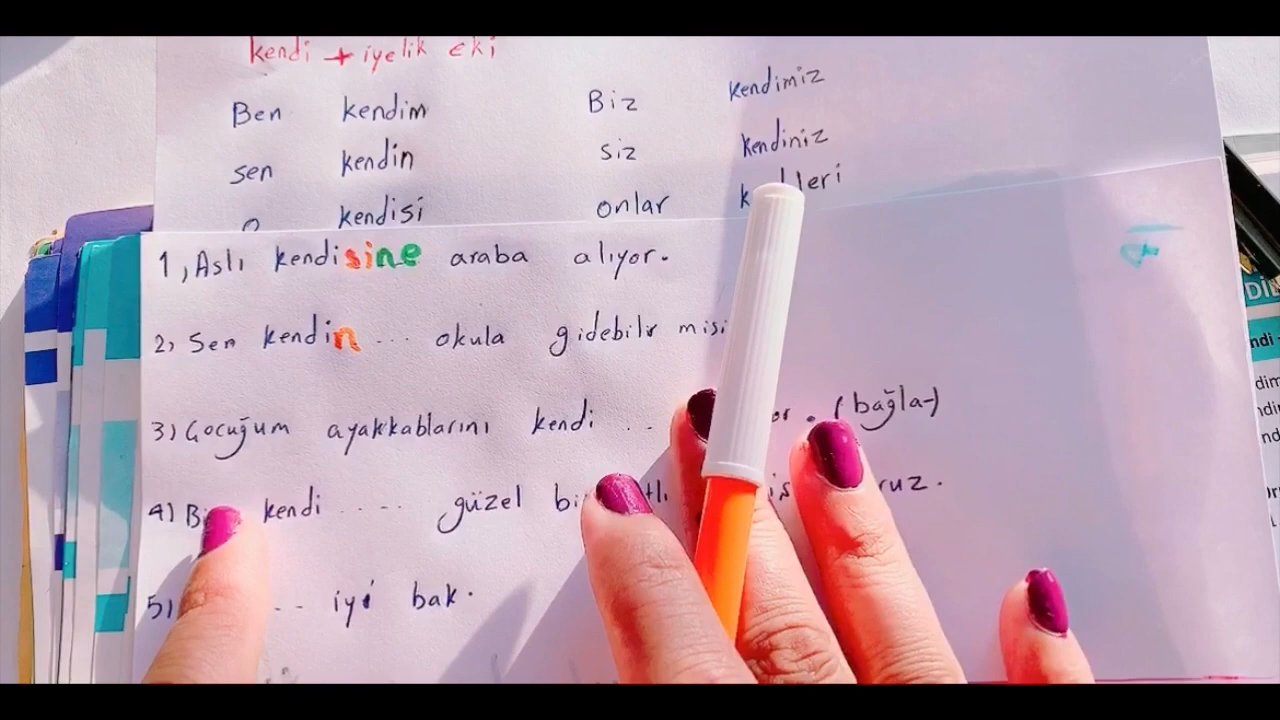 kendi + iyelik eki
Ben kendim Biz kendimiz
sen kendin siz kendiniz
o kendisi onlar
1) Aslı kendisine araba alıyor.
2) Sen kendin ... okula gidebilir
3) Çocuğum ayakkablarını kendi .. (bağla-)
4) kendi .... güzel
5) .. iyi bak.